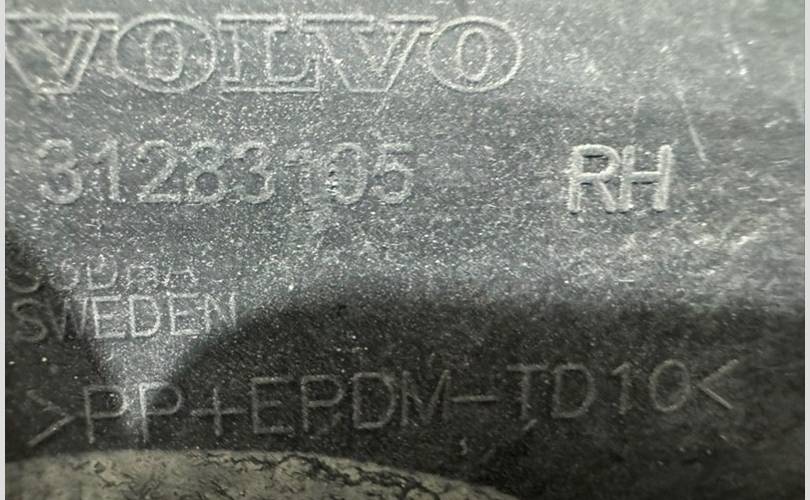 VOLVO
31283105 RH
SWEDEN
>PP+EPDM-TD10<